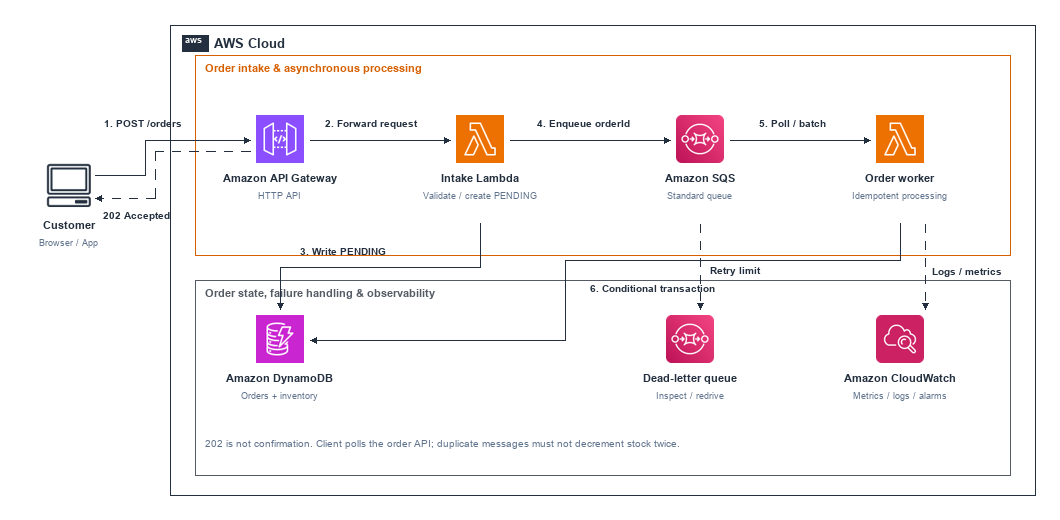 aws
AWS Cloud
Order intake & asynchronous processing
1. POST /orders
2. Forward request
4. Enqueue orderId
5. Poll / batch
Amazon API Gateway
HTTP API
Intake Lambda
Validate / create PENDING
Amazon SQS
Standard queue
Order worker
Idempotent processing
202 Accepted
Customer
Browser / App
3. Write PENDING
Retry limit
Logs / metrics
6. Conditional transaction
Order state, failure handling & observability
Amazon DynamoDB
Orders + inventory
Dead-letter queue
Inspect / redrive
Amazon CloudWatch
Metrics / logs / alarms
202 is not confirmation. Client polls the order API; duplicate messages must not decrement stock twice.